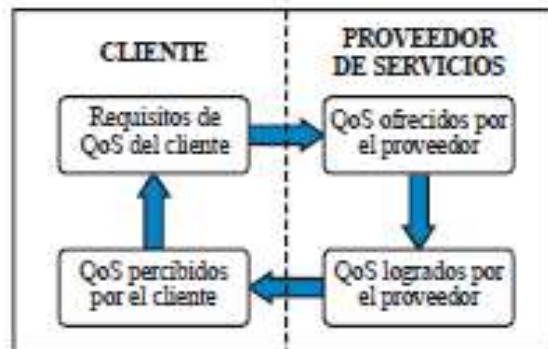 CLIENTE
PROVEEDOR
DE SERVICIOS
Requisitos de
QoS del cliente
QoS ofrecidos por
el proveedor
QoS percibidos
por el cliente
QoS logrados por
el proveedor